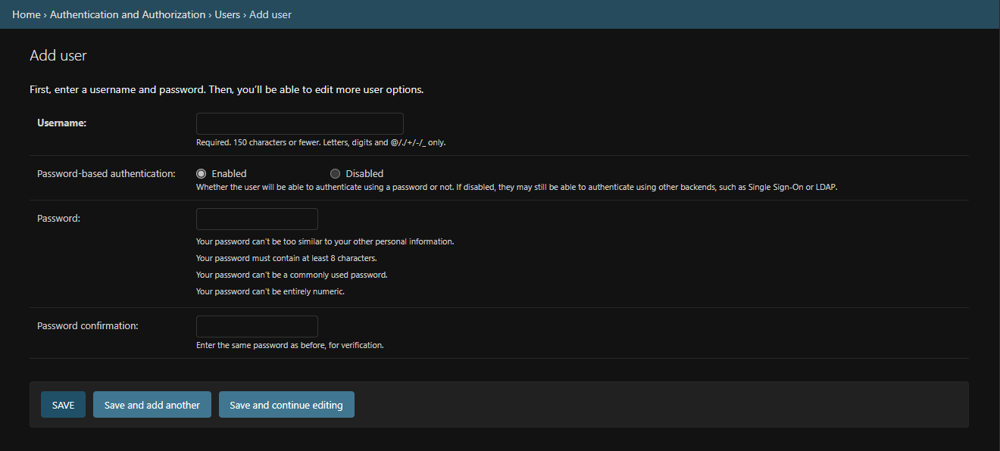 Home › Authentication and Authorization › Users › Add user
Add user
First, enter a username and password. Then, you’ll be able to edit more user options.
Username:
Required. 150 characters or fewer. Letters, digits and @/./+/-/_ only.
Password-based authentication: Enabled Disabled
Whether the user will be able to authenticate using a password or not. If disabled, they may still be able to authenticate using other backends, such as Single Sign-On or LDAP.
Password:
Your password can’t be too similar to your other personal information.
Your password must contain at least 8 characters.
Your password can’t be a commonly used password.
Your password can’t be entirely numeric.
Password confirmation:
Enter the same password as before, for verification.
SAVE Save and add another Save and continue editing